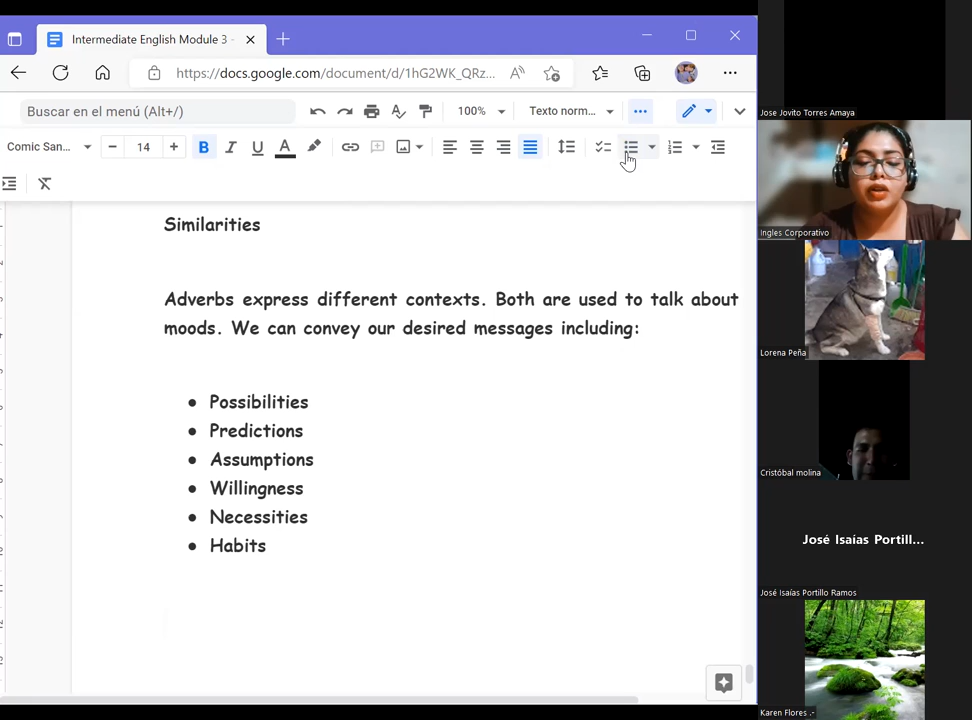 Intermediate English Module 3 -
https://docs.google.com/document/d/1hG2WK_QRz...
Buscar en el menú (Alt+/)
100%
Texto norm...
Comic San...
14
Similarities
Adverbs express different contexts. Both are used to talk about
moods. We can convey our desired messages including:
Possibilities
Predictions
Assumptions
Willingness
Necessities
Habits
Jose Jovito Torres Amaya
Ingles Corporativo
Lorena Peña
Cristóbal molina
José Isaías Portill...
José Isaías Portillo Ramos
Karen Flores .-